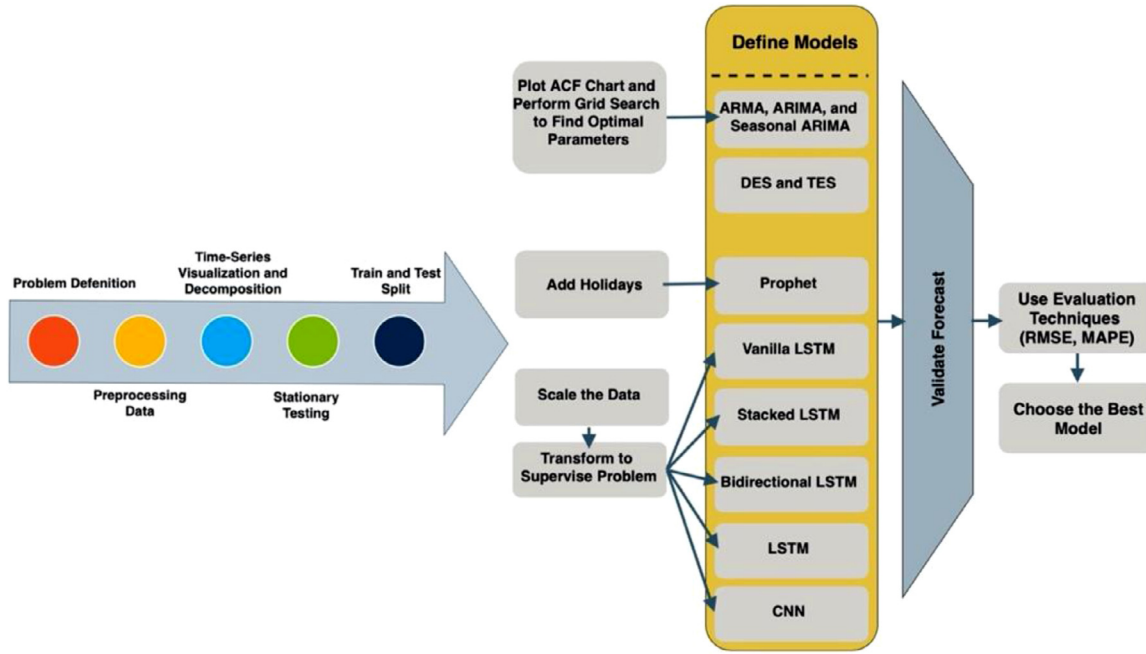 Problem Defenition
Time-Series
Visualization and
Decomposition
Train and Test
Split
Preprocessing
Data
Stationary
Testing
Plot ACF Chart and
Perform Grid Search
to Find Optimal
Parameters
Add Holidays
Scale the Data
Transform to
Supervise Problem
Define Models
ARMA, ARIMA, and
Seasonal ARIMA
DES and TES
Prophet
Vanilla LSTM
Stacked LSTM
Bidirectional LSTM
LSTM
CNN
Validate Forecast
Use Evaluation
Techniques
(RMSE, MAPE)
Choose the Best
Model